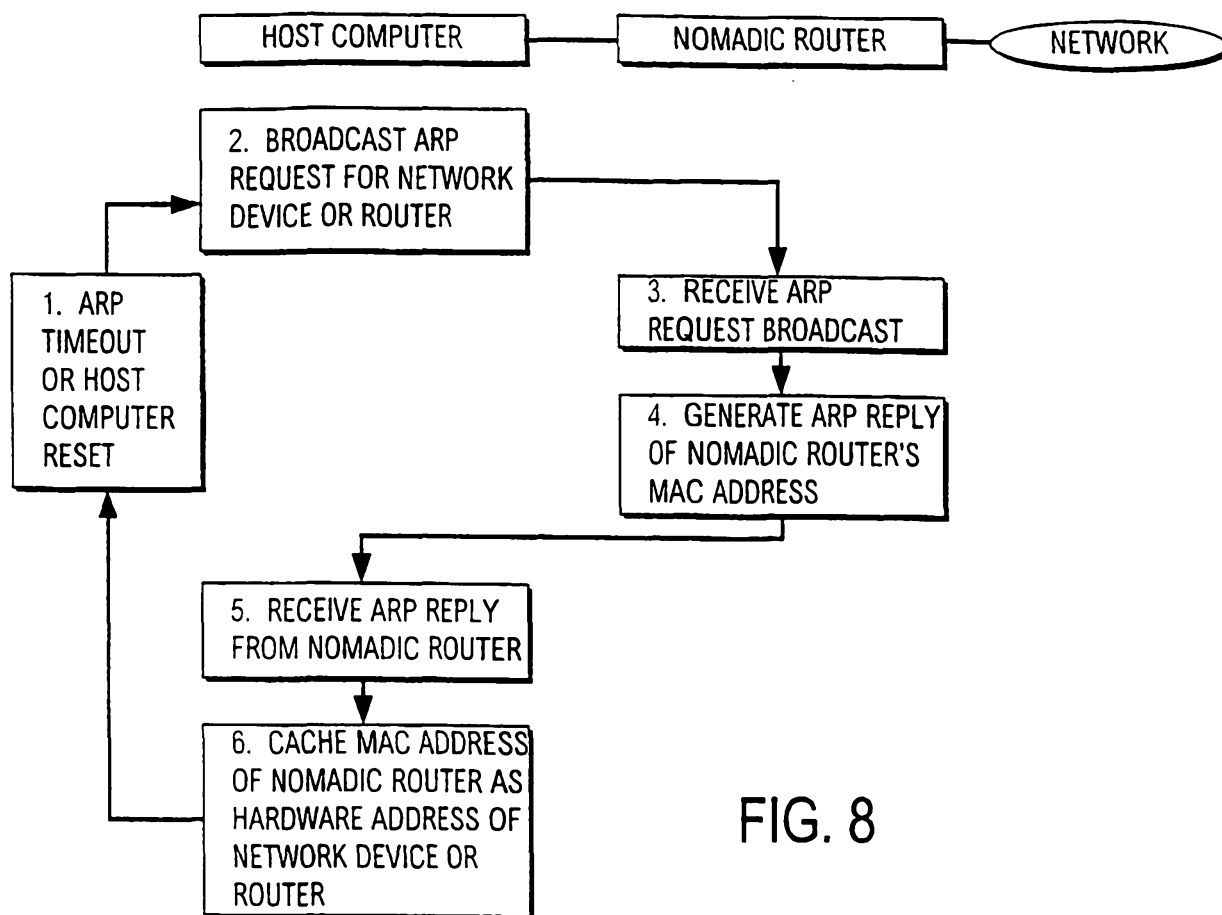 HOST COMPUTER
NOMADIC ROUTER
NETWORK
2. BROADCAST ARP
REQUEST FOR NETWORK
DEVICE OR ROUTER
3. RECEIVE ARP
REQUEST BROADCAST
1. ARP
TIMEOUT
OR HOST
COMPUTER
RESET
4. GENERATE ARP REPLY
OF NOMADIC ROUTER'S
MAC ADDRESS
5. RECEIVE ARP REPLY
FROM NOMADIC ROUTER
6. CACHE MAC ADDRESS
OF NOMADIC ROUTER AS
HARDWARE ADDRESS OF
NETWORK DEVICE OR
ROUTER
FIG. 8